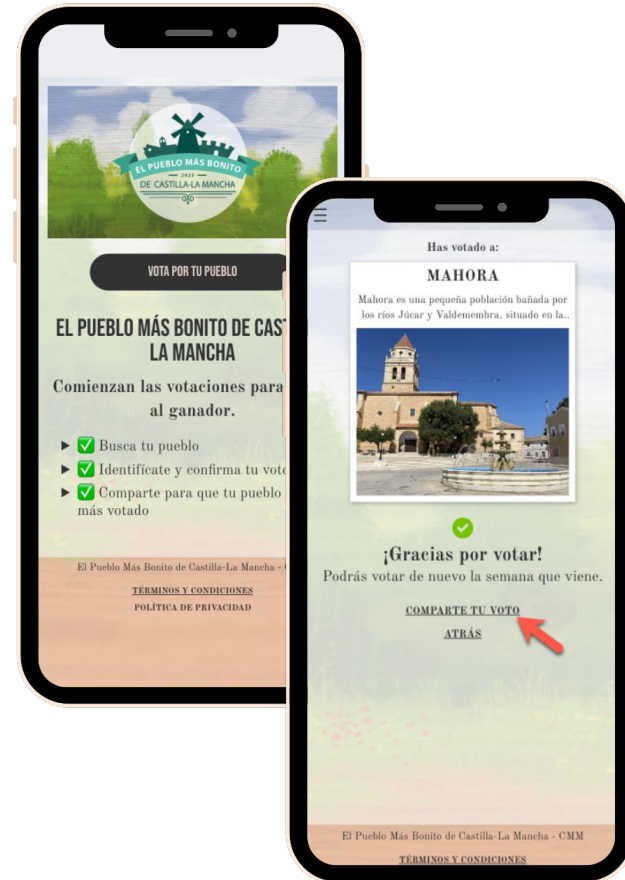 EL PUEBLO MÁS BONITO
2020
DE CASTILLA-LA MANCHA
VOTA POR TU PUEBLO
EL PUEBLO MÁS BONITO DE CAS
LA MANCHA
Comienzan las votaciones para
al ganador.
Busca tu pueblo
Identifícate y confirma tu voto
Comparte para que tu pueblo
más votado
El Pueblo Más Bonito de Castilla-La Mancha -
TÉRMINOS Y CONDICIONES
POLÍTICA DE PRIVACIDAD
Has votado a:
MAHORA
Mahora es una pequeña población bañada por
los ríos Júcar y Valdemembra, situado en la..
¡Gracias por votar!
Podrás votar de nuevo la semana que viene.
COMPARTE TU VOTO
ATRÁS
El Pueblo Más Bonito de Castilla-La Mancha - CMM
TÉRMINOS Y CONDICIONES